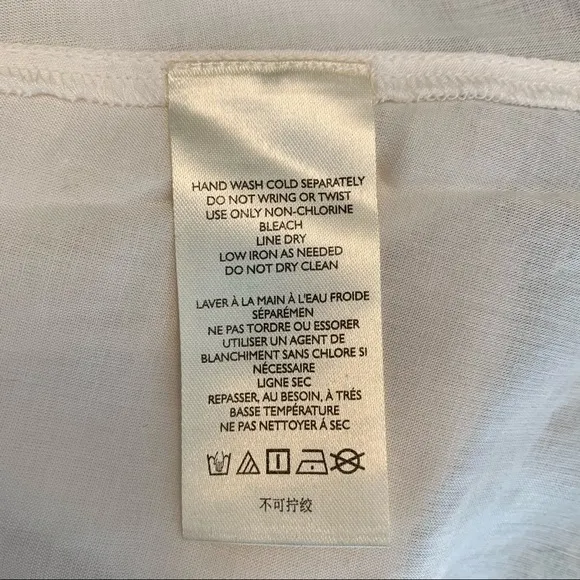 HAND WASH COLD SEPARATELY
DO NOT WRING OR TWIST
USE ONLY NON-CHLORINE
BLEACH
LINE DRY
LOW IRON AS NEEDED
DO NOT DRY CLEAN
LAVER À LA MAIN À L'EAU FROIDE
SÉPARÉMEN
NE PAS TORDRE OU ESSORER
UTILISER UN AGENT DE
BLANCHIMENT SANS CHLORE SI
NÉCESSAIRE
LIGNE SEC
REPASSER, AU BESOIN, À TRÉS
BASSE TEMPÉRATURE
NE PAS NETTOYER À SEC
不可拧绞